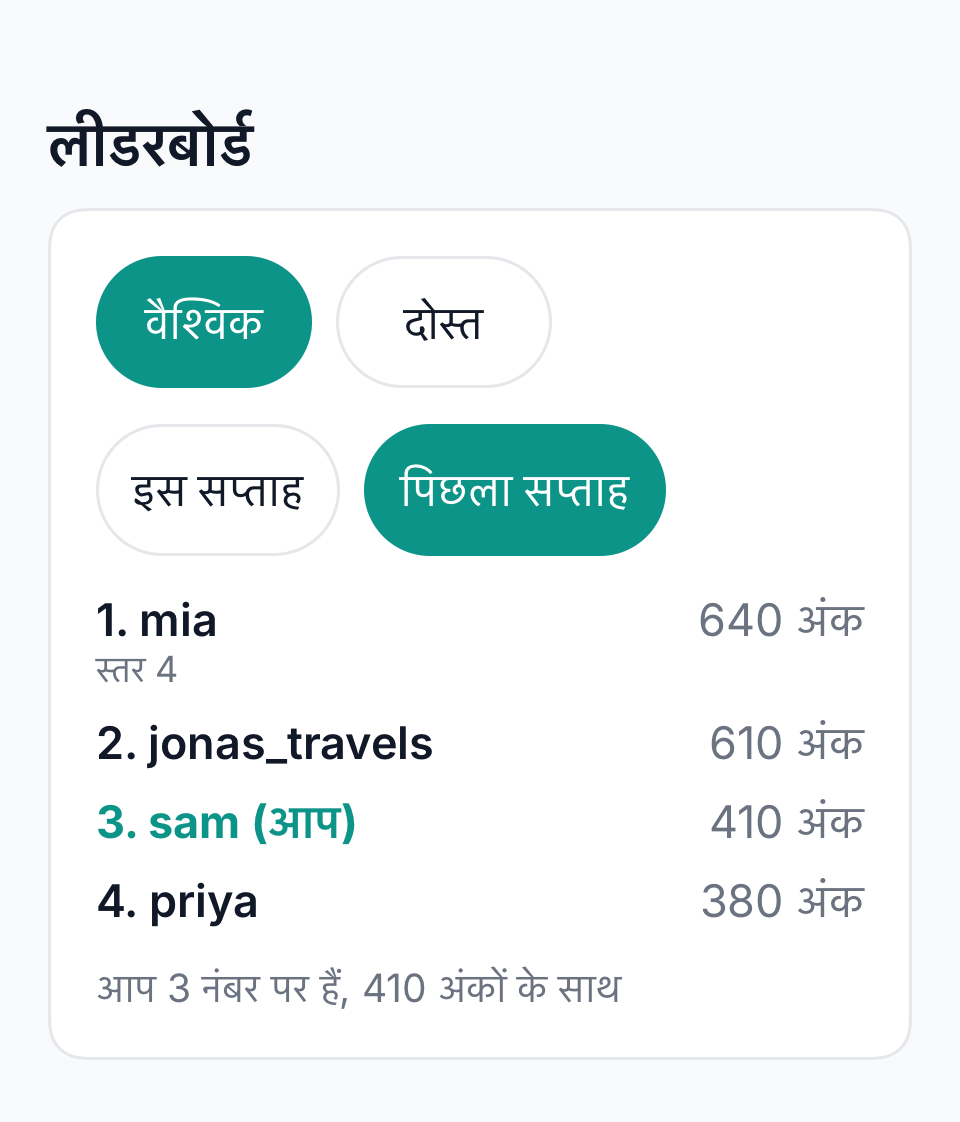 लीडरबोर्ड
वैश्विक दोस्त
इस सप्ताह पिछला सप्ताह
1. mia 640 अंक
स्तर 4
2. jonas_travels 610 अंक
3. sam (आप) 410 अंक
4. priya 380 अंक
आप 3 नंबर पर हैं, 410 अंकों के साथ